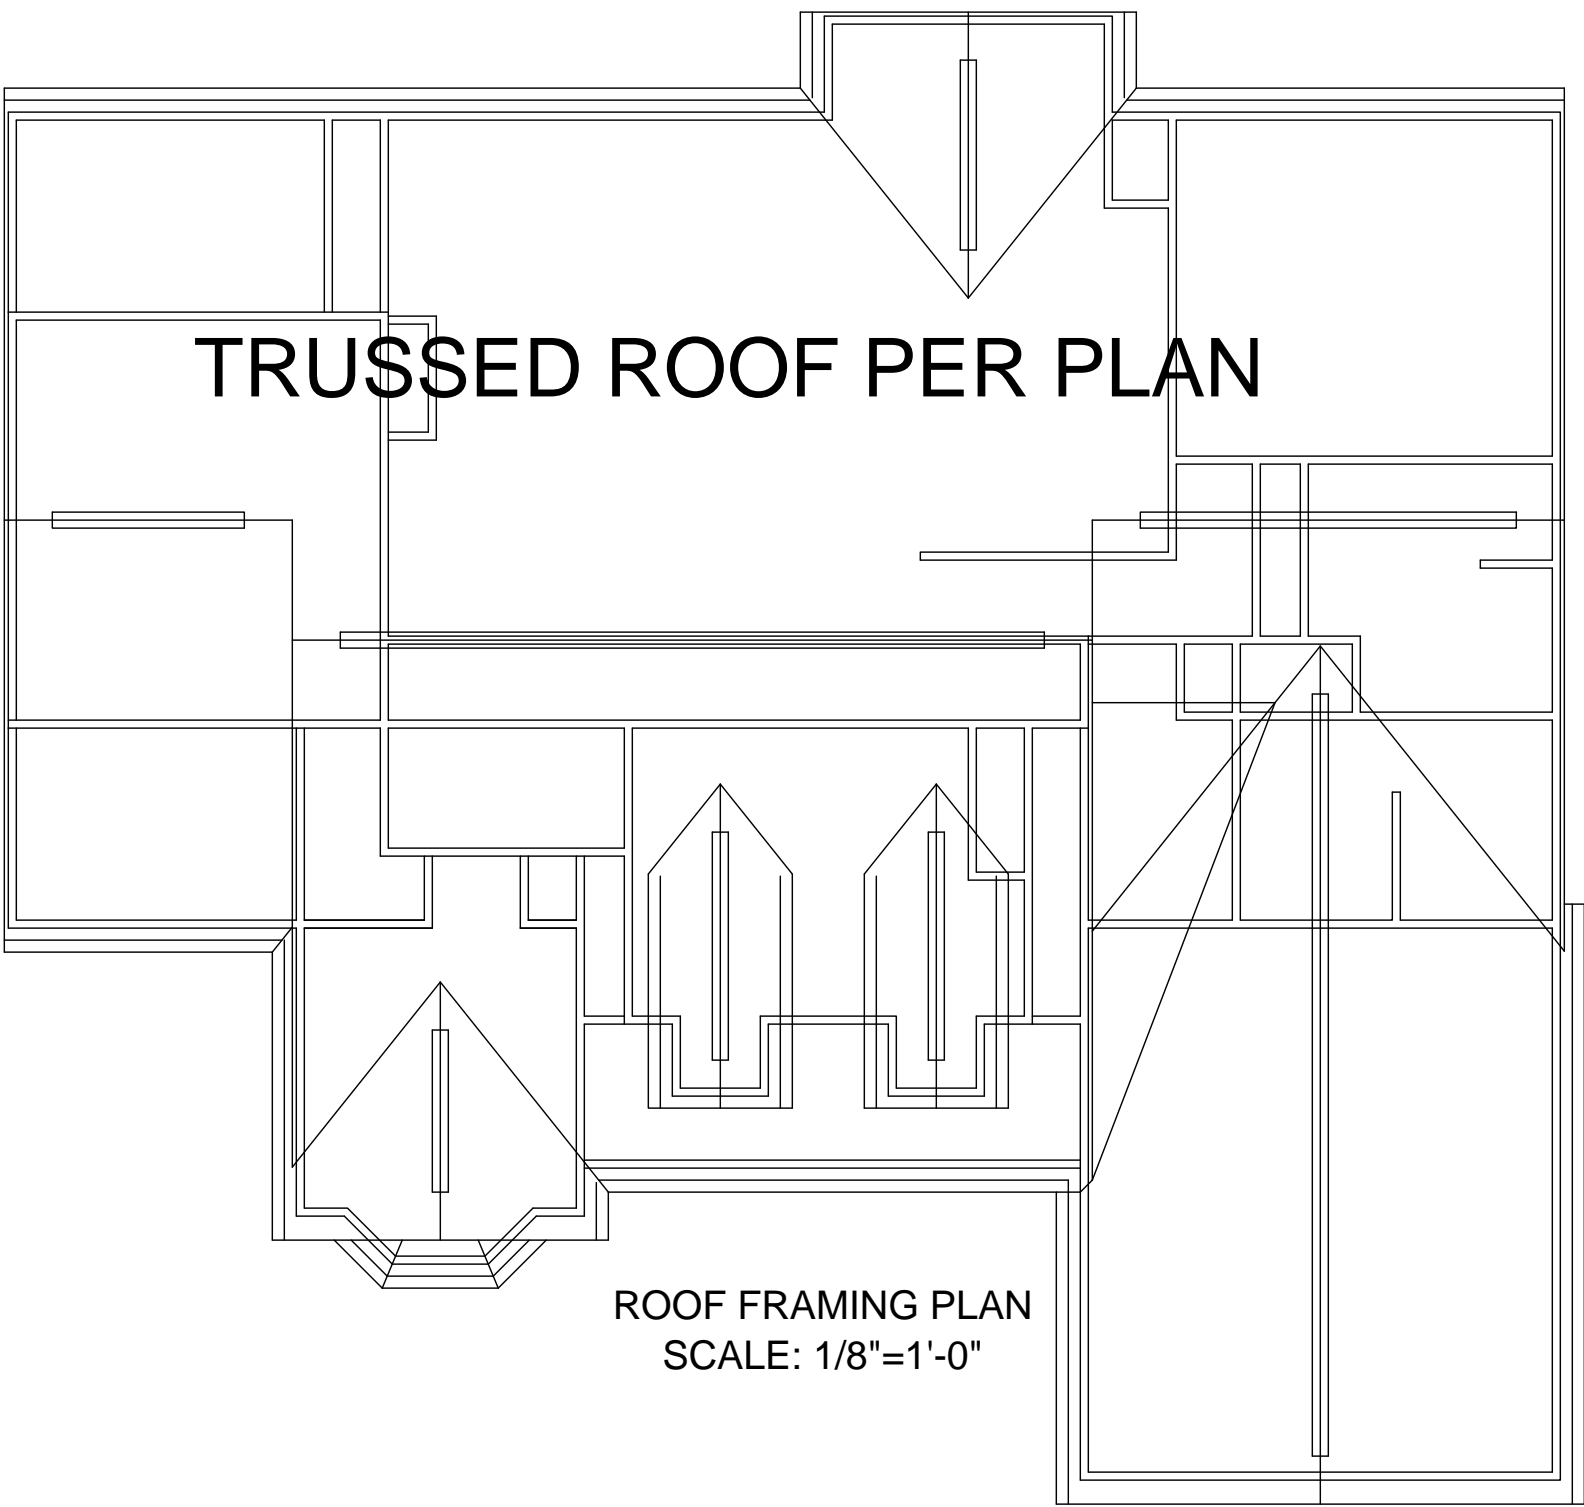 TRUSSED ROOF PER PLAN
ROOF FRAMING PLAN
SCALE: 1/8"=1'-0"